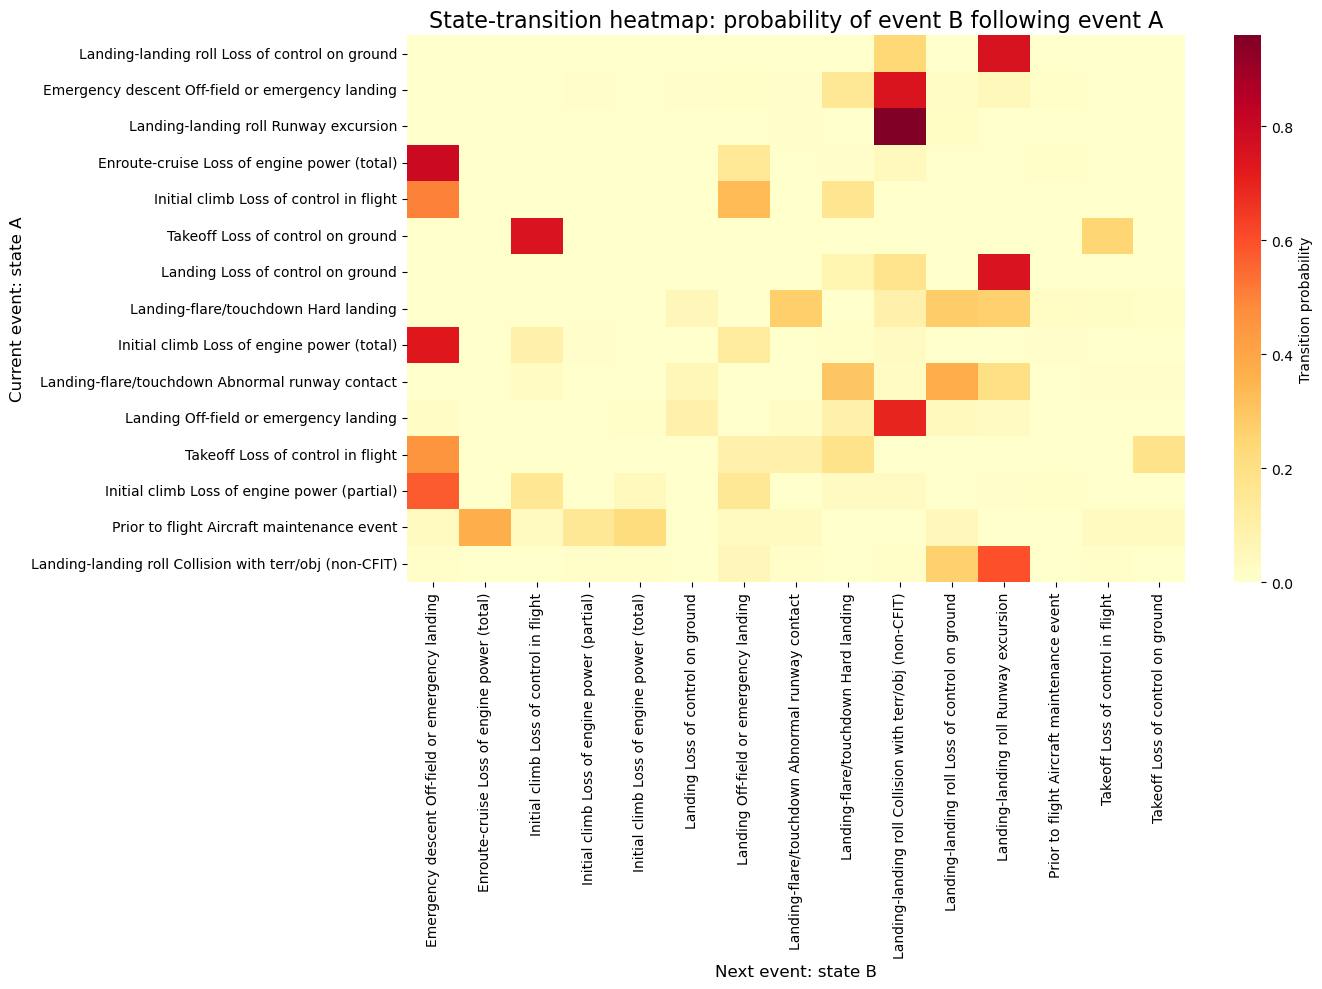 State-transition heatmap: probability of event B following event A
Current event: state A
Landing-landing roll Loss of control on ground
Emergency descent Off-field or emergency landing
Landing-landing roll Runway excursion
Enroute-cruise Loss of engine power (total)
Initial climb Loss of control in flight
Takeoff Loss of control on ground
Landing Loss of control on ground
Landing-flare/touchdown Hard landing
Initial climb Loss of engine power (total)
Landing-flare/touchdown Abnormal runway contact
Landing Off-field or emergency landing
Takeoff Loss of control in flight
Initial climb Loss of engine power (partial)
Prior to flight Aircraft maintenance event
Landing-landing roll Collision with terr/obj (non-CFIT)
Emergency descent Off-field or emergency landing
Enroute-cruise Loss of engine power (total)
Initial climb Loss of control in flight
Initial climb Loss of engine power (partial)
Initial climb Loss of engine power (total)
Landing Loss of control on ground
Landing Off-field or emergency landing
Landing-flare/touchdown Abnormal runway contact
Landing-flare/touchdown Hard landing
Landing-landing roll Collision with terr/obj (non-CFIT)
Landing-landing roll Loss of control on ground
Landing-landing roll Runway excursion
Prior to flight Aircraft maintenance event
Takeoff Loss of control in flight
Takeoff Loss of control on ground
Next event: state B
0.8
0.6
0.4
0.2
0.0
Transition probability